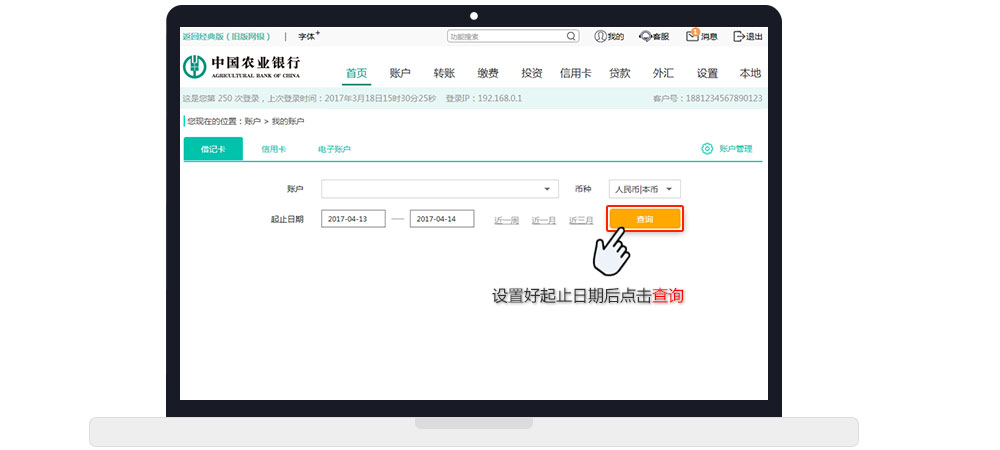 返回经典版（旧版网银） | 字体+ 功能搜索 我的 客服 1 消息 退出
中国农业银行
AGRICULTURAL BANK OF CHINA
首页 账户 转账 缴费 投资 信用卡 贷款 外汇 设置 本地
这是您第 250 次登录，上次登录时间：2017年3月18日15时30分25秒 登录IP：192.168.0.1 客户号：1881234567890123
您现在的位置：账户 > 我的账户
借记卡 信用卡 电子账户 账户管理
账户 币种 人民币|本币
起止日期 2017-04-13 — 2017-04-14 近一周 近一月 近三月 查询
设置好起止日期后点击查询